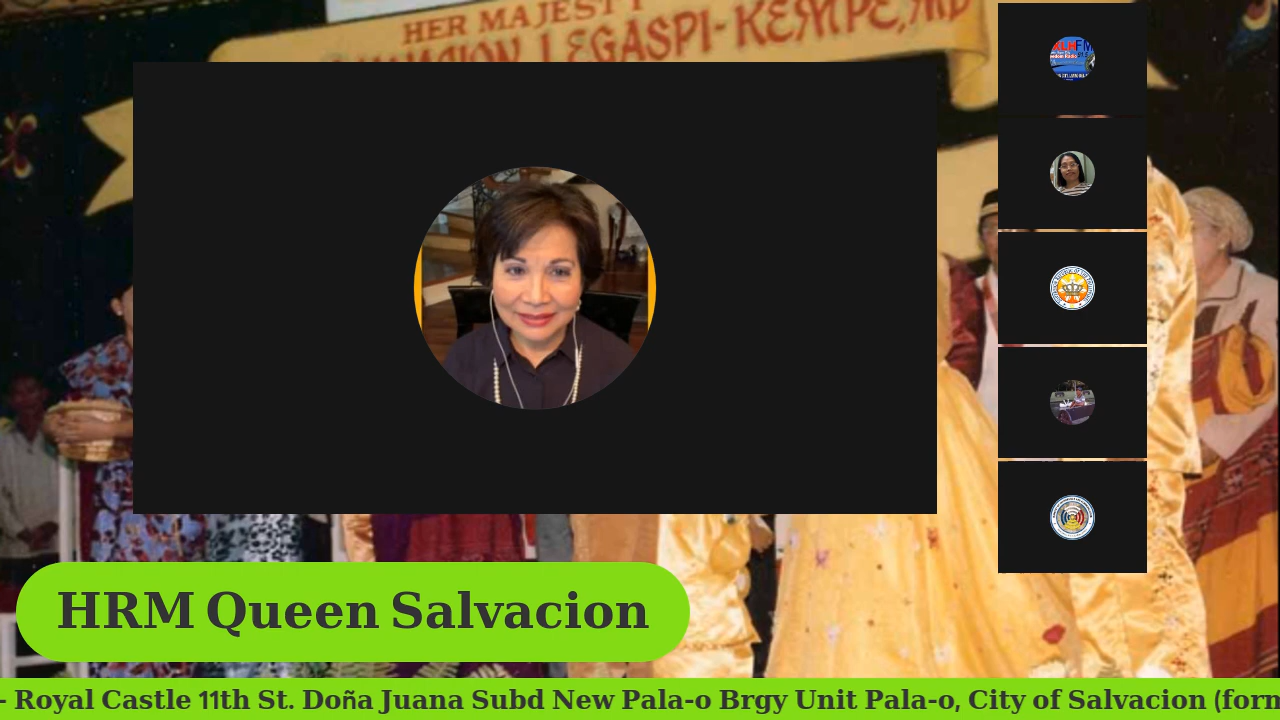 HER MAJESTY
LEGASPI-KEMPE, MD
XLHFM
HRM Queen Salvacion
- Royal Castle 11th St. Doña Juana Subd New Pala-o Brgy Unit Pala-o, City of Salvacion (form